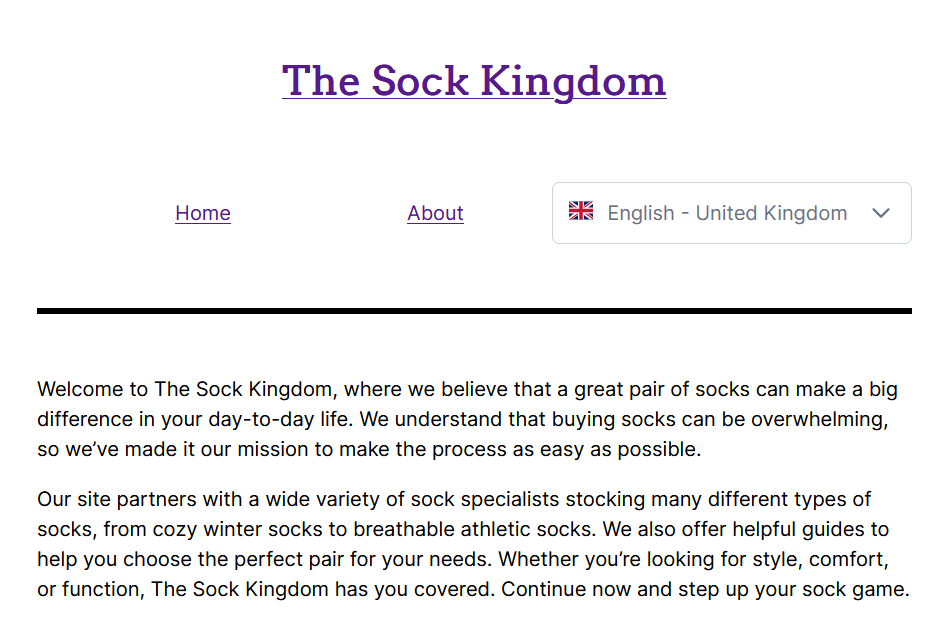 The Sock Kingdom
Home
About
English - United Kingdom
Welcome to The Sock Kingdom, where we believe that a great pair of socks can make a big
difference in your day-to-day life. We understand that buying socks can be overwhelming,
so we’ve made it our mission to make the process as easy as possible.
Our site partners with a wide variety of sock specialists stocking many different types of
socks, from cozy winter socks to breathable athletic socks. We also offer helpful guides to
help you choose the perfect pair for your needs. Whether you’re looking for style, comfort,
or function, The Sock Kingdom has you covered. Continue now and step up your sock game.